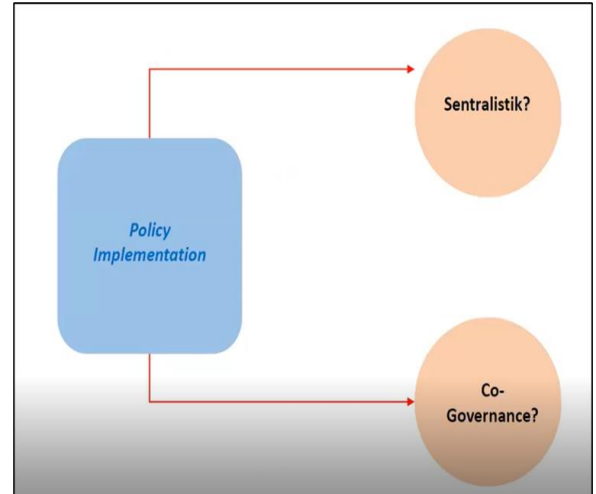 Sentralistik?
Policy
Implementation
Co-
Governance?